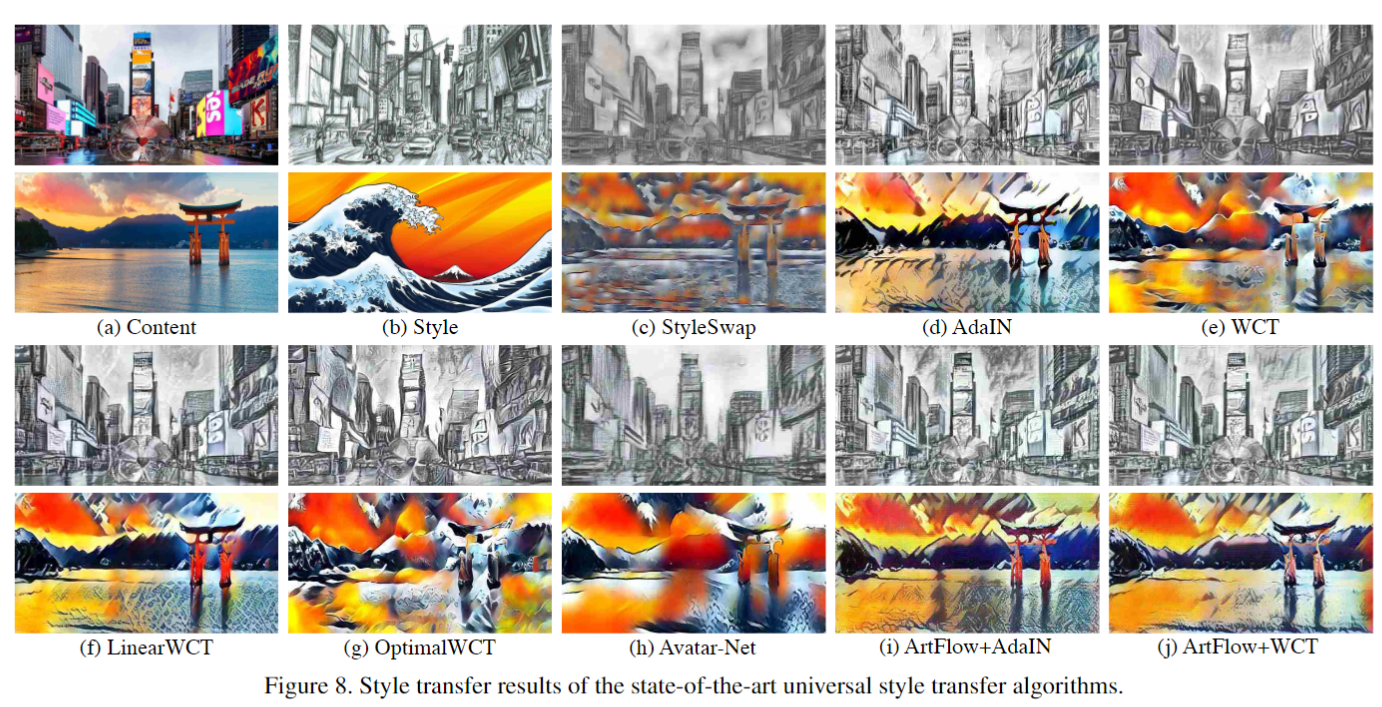 (a) Content
(b) Style
(c) StyleSwap
(d) AdaIN
(e) WCT
(f) LinearWCT
(g) OptimalWCT
(h) Avatar-Net
(i) ArtFlow+AdaIN
(j) ArtFlow+WCT
Figure 8. Style transfer results of the state-of-the-art universal style transfer algorithms.